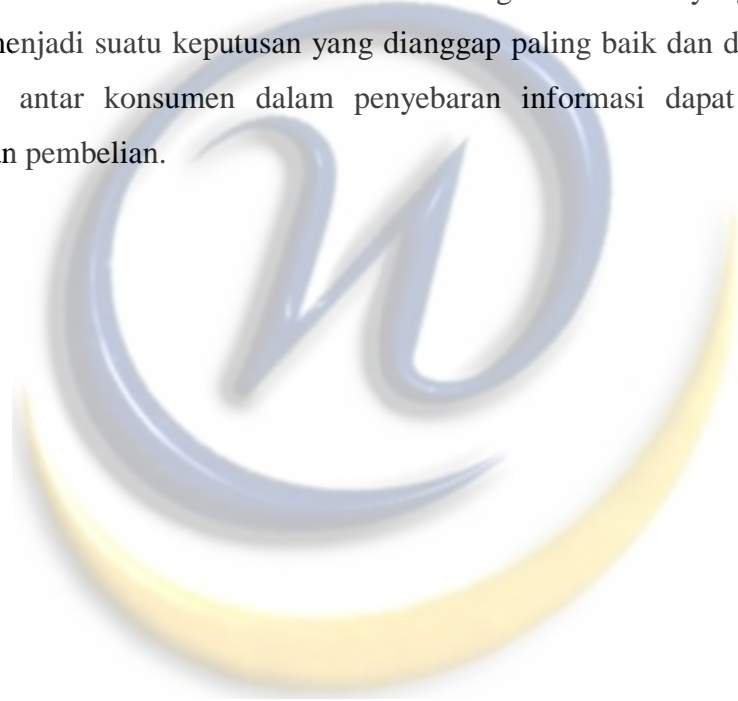 menjadi suatu keputusan yang dianggap paling baik dan d
antar konsumen dalam penyebaran informasi dapat
n pembelian.